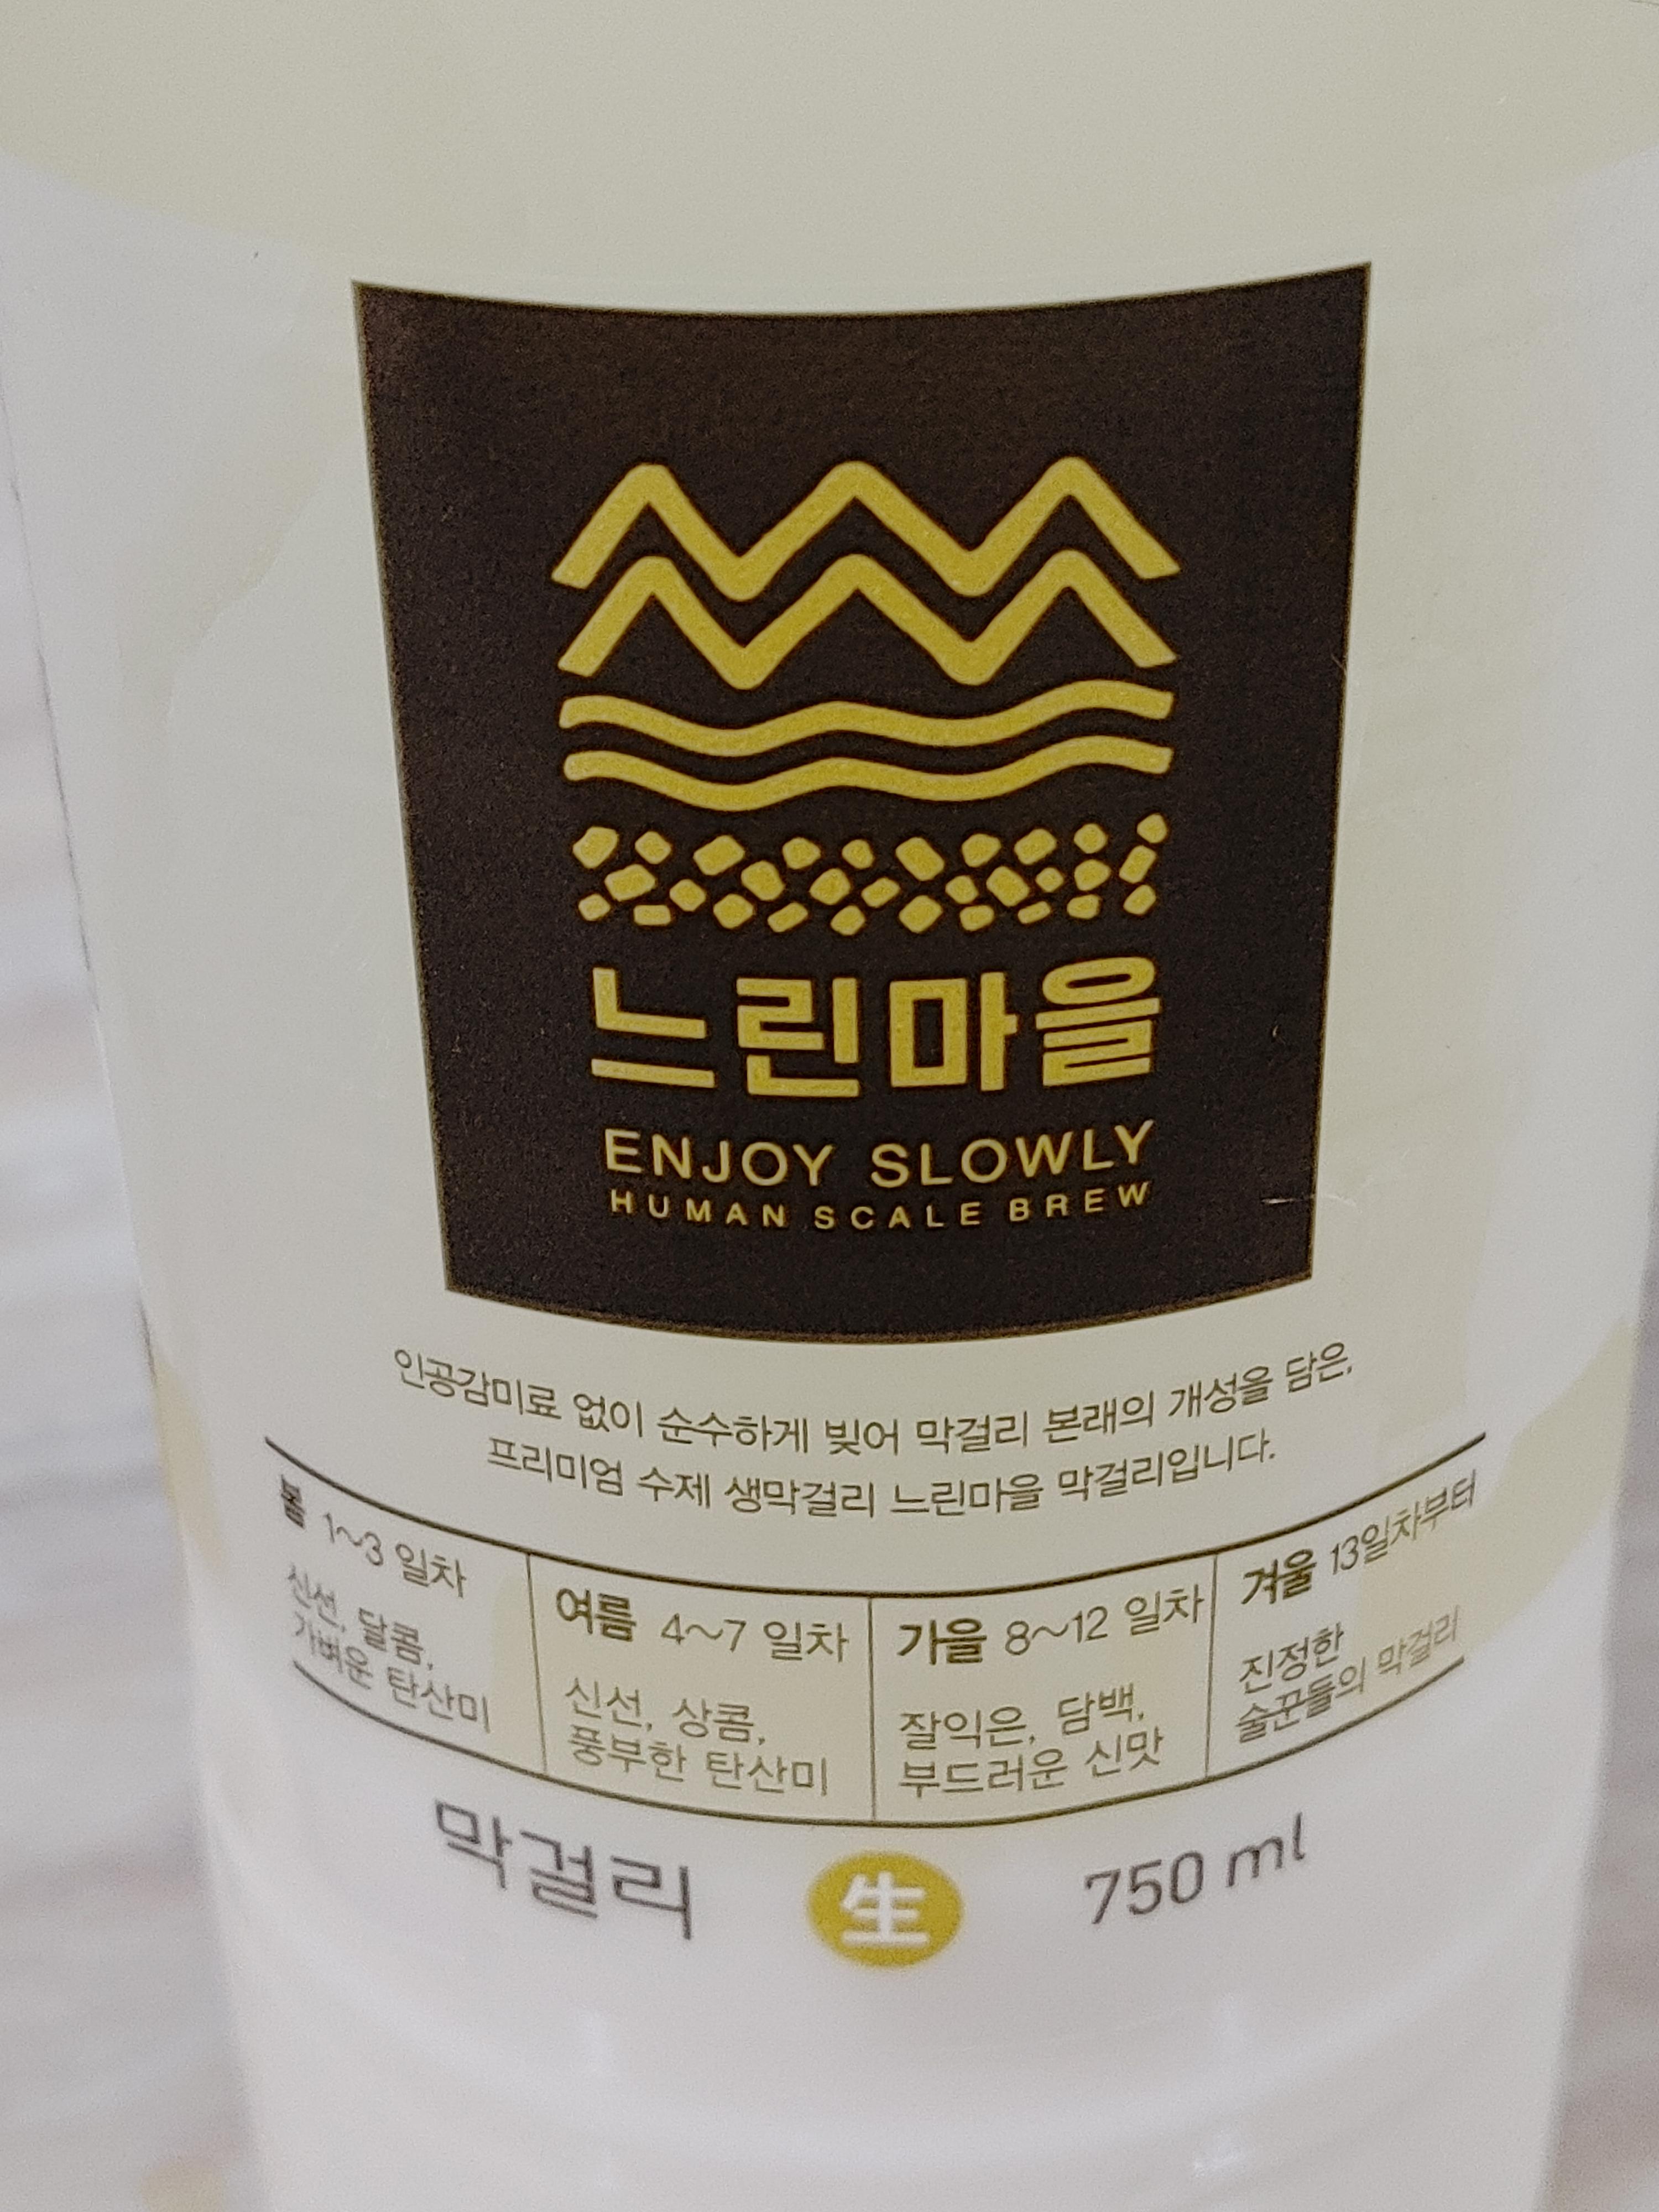 느린마을
ENJOY SLOWLY
HUMAN SCALE BREW
인공감미료 없이 순수하게 빚어 막걸리 본래의 개성을 담은,
프리미엄 수제 생막걸리 느린마을 막걸리입니다.
봄 1~3 일차
신선, 달콤,
가벼운 탄산미
여름 4~7 일차
신선, 상콤,
풍부한 탄산미
가을 8~12 일차
잘익은, 담백,
부드러운 신맛
겨울 13일차부터
진정한
술꾼들의 막걸리
막걸리 生 750 ml